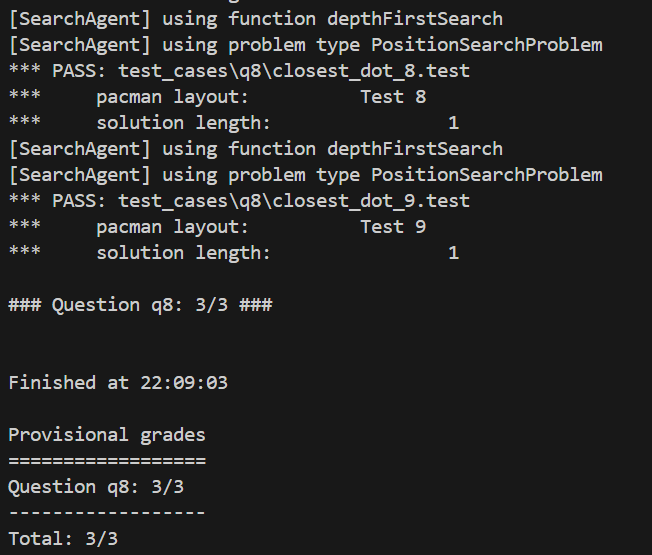 [SearchAgent] using function depthFirstSearch
[SearchAgent] using problem type PositionSearchProblem
*** PASS: test_cases\q8\closest_dot_8.test
***     pacman layout:          Test 8
***     solution length:                1
[SearchAgent] using function depthFirstSearch
[SearchAgent] using problem type PositionSearchProblem
*** PASS: test_cases\q8\closest_dot_9.test
***     pacman layout:          Test 9
***     solution length:                1
### Question q8: 3/3 ###
Finished at 22:09:03
Provisional grades
==================
Question q8: 3/3
------------------
Total: 3/3